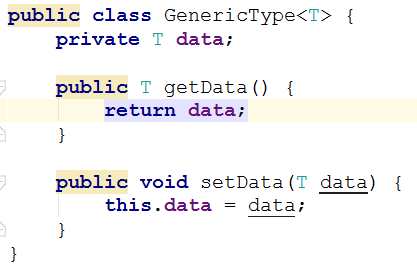 public class GenericType<T> {
    private T data;

    public T getData() {
        return data;
    }

    public void setData(T data) {
        this.data = data;
    }
}